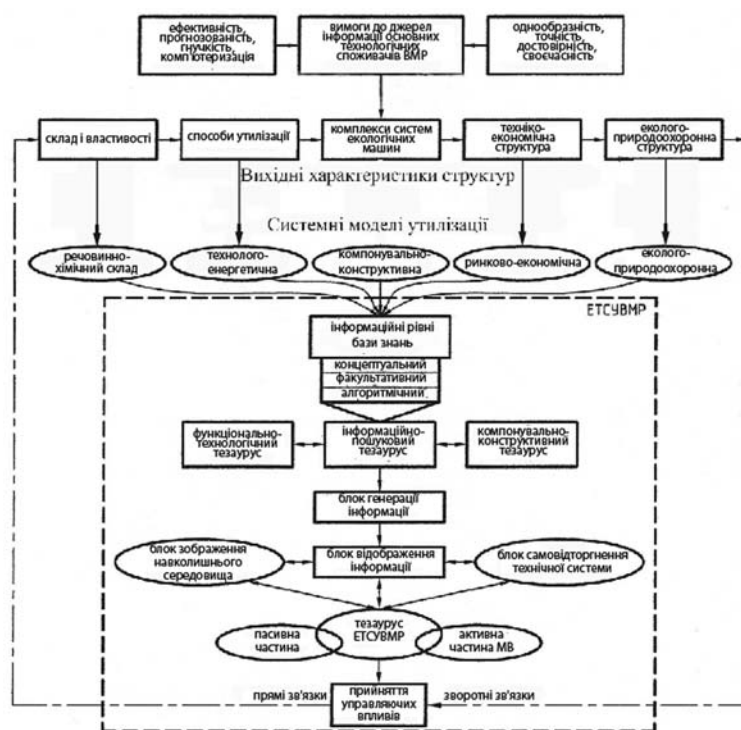 ефективність,
прогнозованість,
гнучкість,
комп'ютеризація
вимоги до джерел
інформації основних
технологічних
споживачів ВМР
однообразність,
точність,
достовірність,
своєчасність
склад і властивості
способи утилізації
комплекси систем
екологічних
машин
техніко-
економічна
структура
еколого-
природоохоронна
структура
Вихідні характеристики структур
Системні моделі утилізації
речовинно-
хімічний склад
технолого-
енергетична
компонувально-
конструктивна
ринково-економічна
еколого-
природоохоронна
ЕТСУВМР
інформаційні рівні
бази знань
концептуальний
факультативний
алгоритмічний
функціонально-
технологічний
тезаурус
інформаційно-
пошуковий
тезаурус
компонувально-
конструктивний
тезаурус
блок генерації
інформації
блок зображення
навколишнього
середовища
блок відображення
інформації
блок самовідторгнення
технічної системи
тезаурус
ЕТСУВМР
пасивна
частина
активна
частина МВ
прямі зв'язки
прийняття
управляючих
впливів
зворотні зв'язки